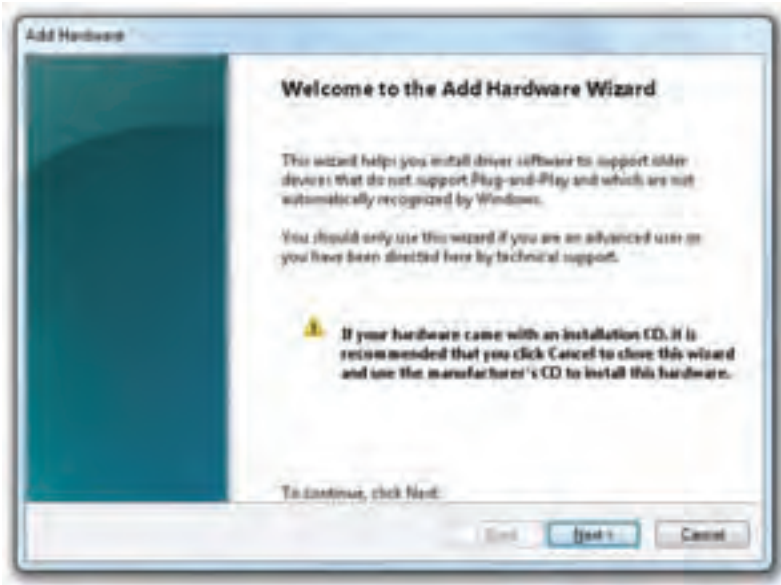 Add Hardware
Welcome to the Add Hardware Wizard
This wizard helps you install driver software to support older
devices that do not support Plug-and-Play and which are not
automatically recognized by Windows.
You should only use this wizard if you are an advanced user or
you have been directed here by technical support.
If your hardware came with an installation CD, it is
recommended that you click Cancel to close this wizard
and use the manufacturer's CD to install this hardware.
To continue, click Next.
Back Next > Cancel